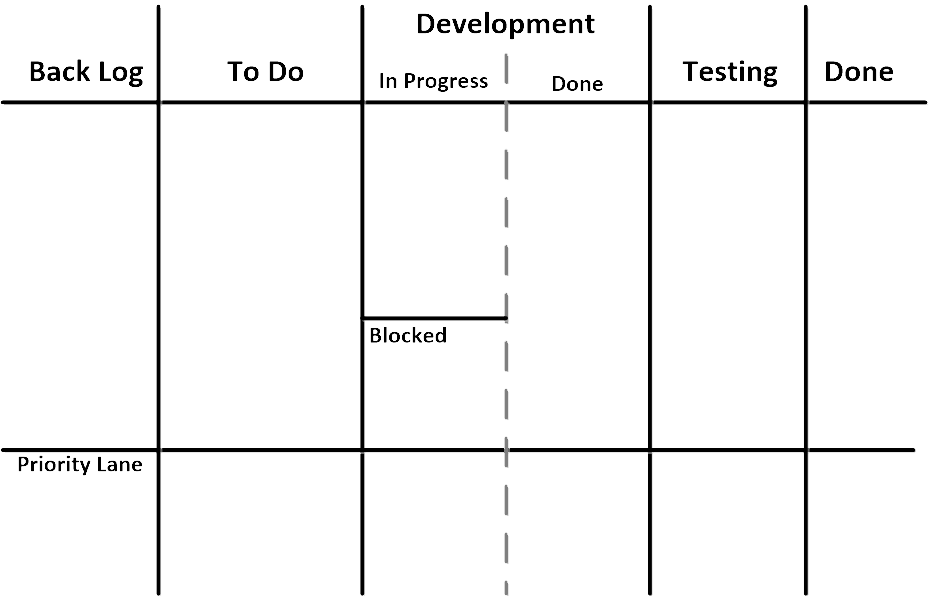 Development
Back Log
To Do
In Progress
Done
Testing
Done
Blocked
Priority Lane